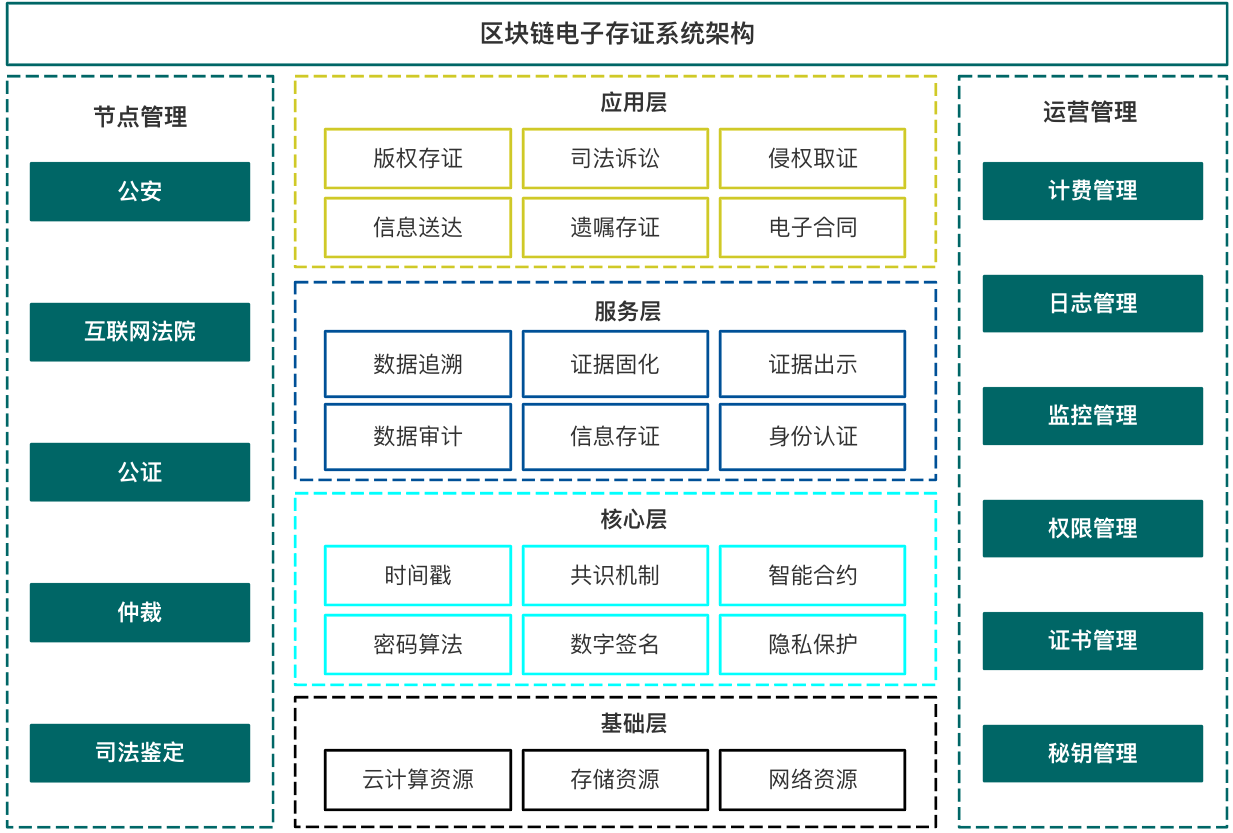 区块链电子存证系统架构
节点管理
公安
互联网法院
公证
仲裁
司法鉴定
应用层
版权存证
司法诉讼
侵权取证
信息送达
遗嘱存证
电子合同
服务层
数据追溯
证据固化
证据出示
数据审计
信息存证
身份认证
核心层
时间戳
共识机制
智能合约
密码算法
数字签名
隐私保护
基础层
云计算资源
存储资源
网络资源
运营管理
计费管理
日志管理
监控管理
权限管理
证书管理
秘钥管理